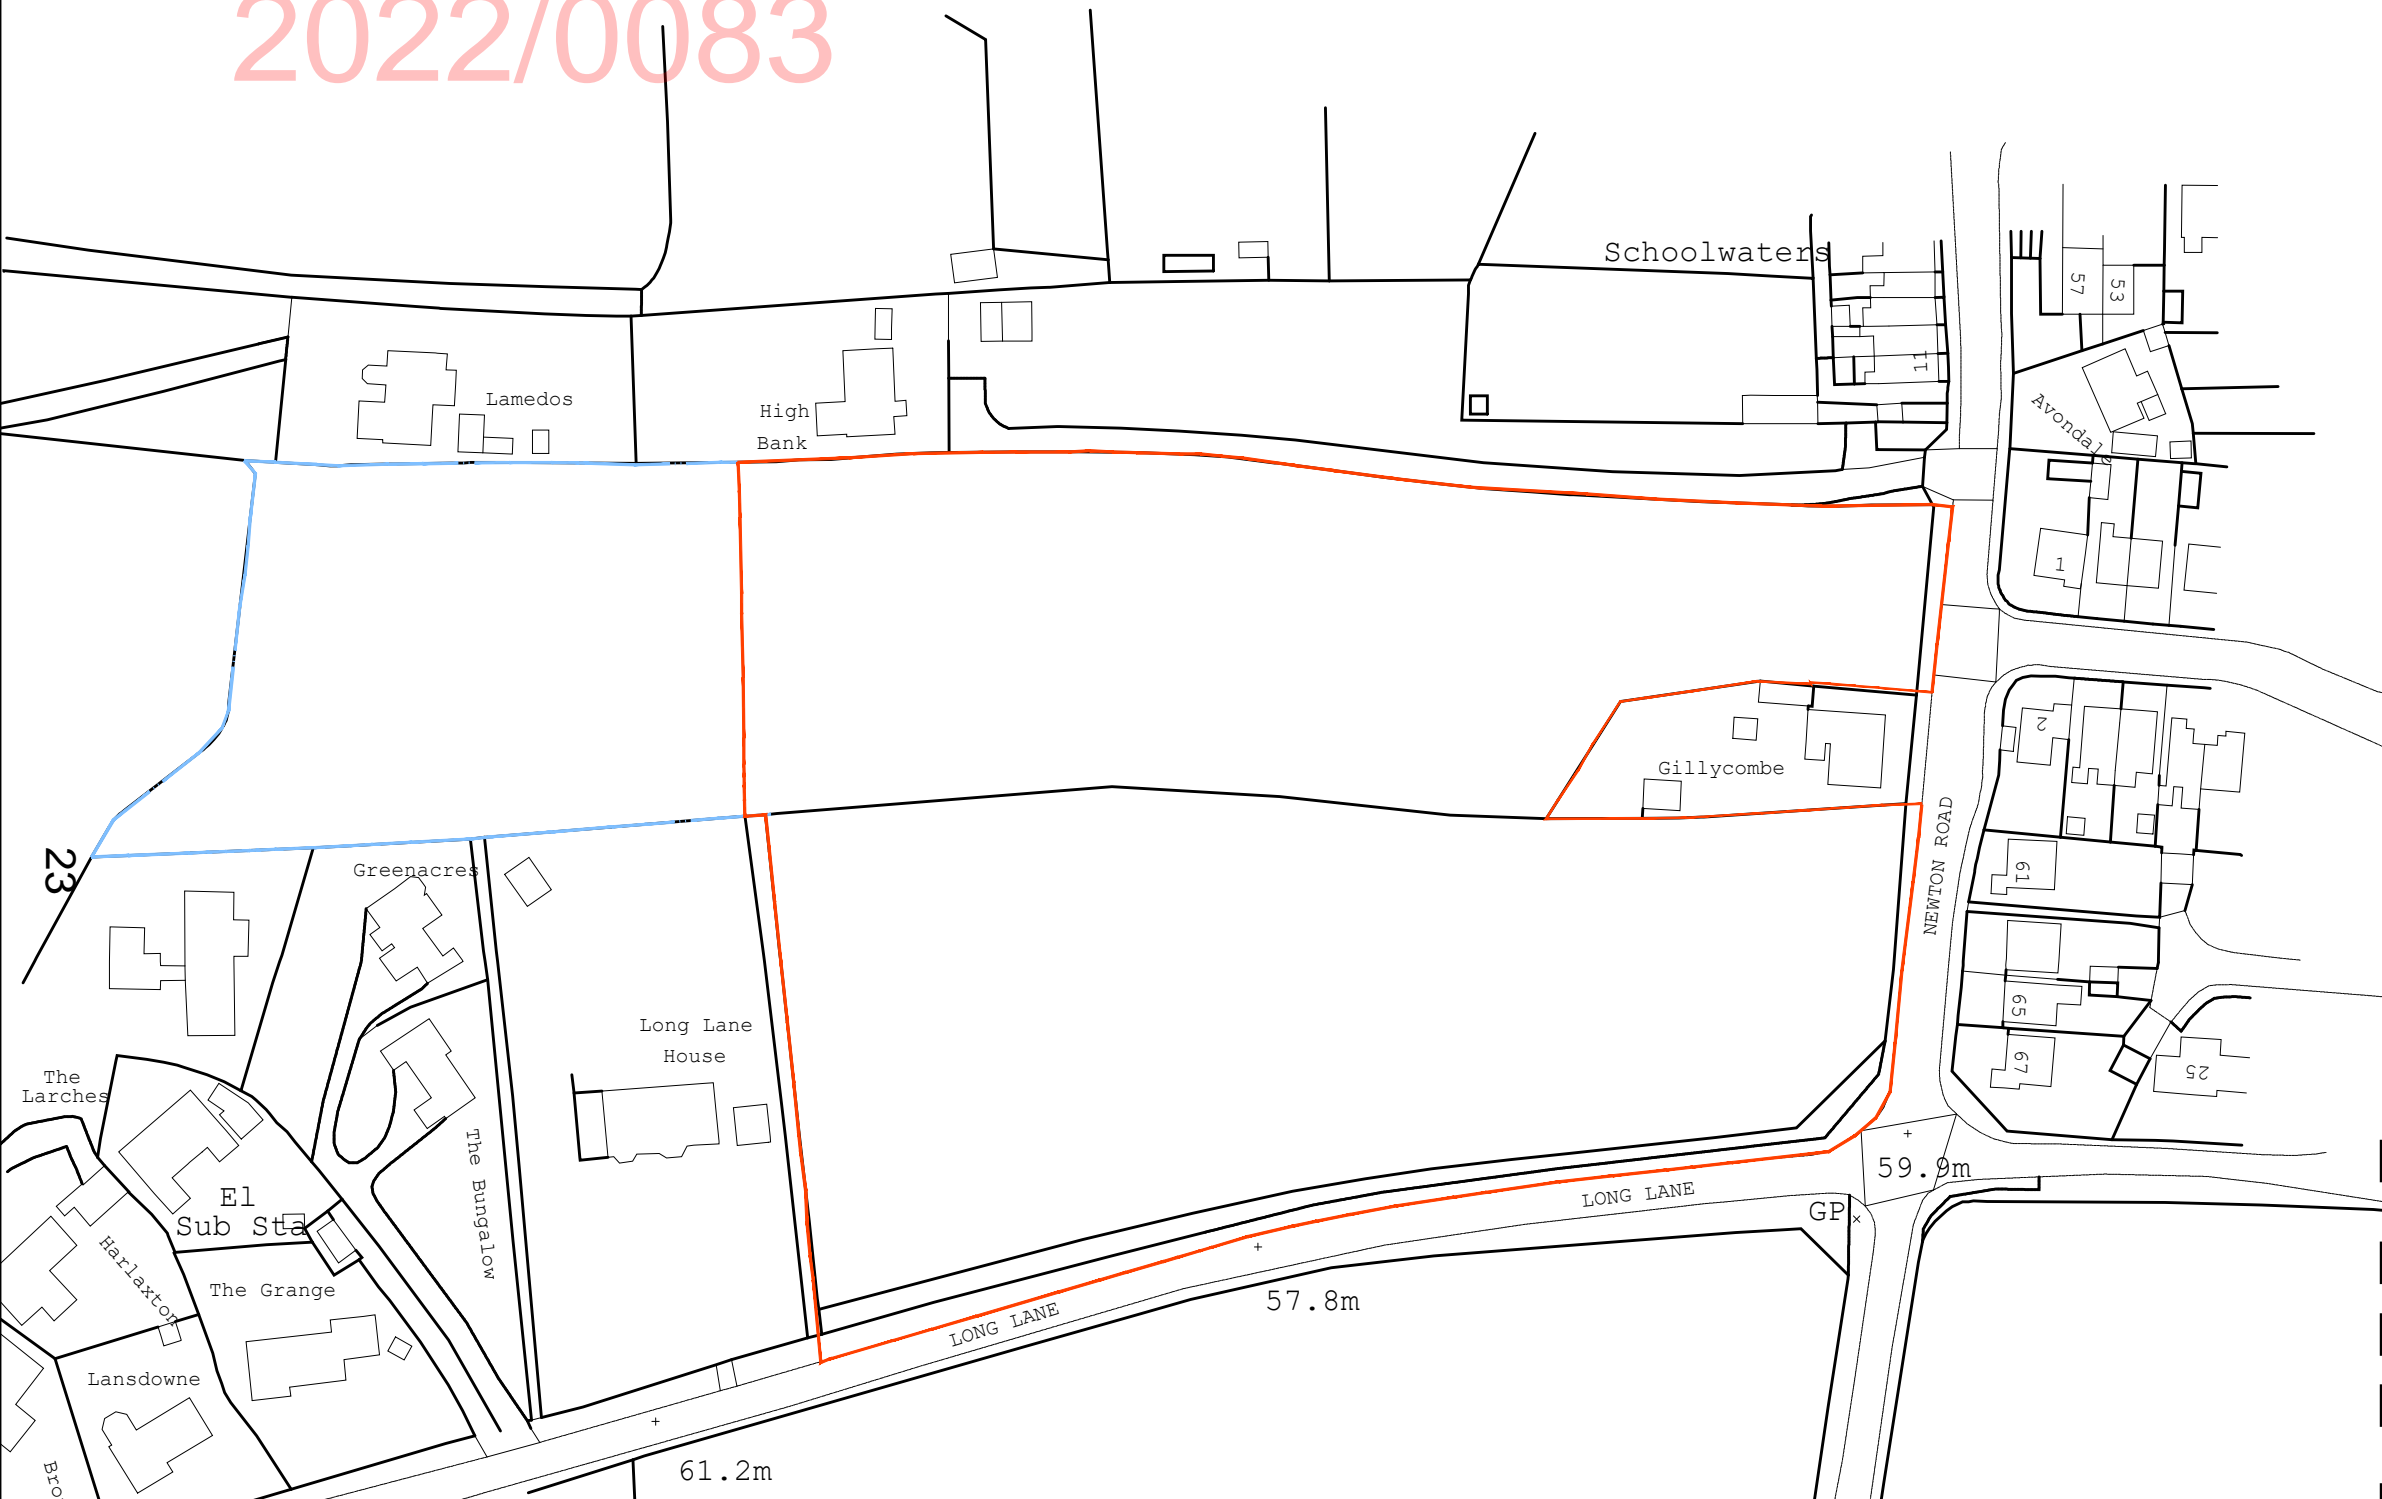 2022/0083
Schoolwaters
57
53
11
Lamedos
High
Bank
Avondale
1
2
Gillycombe
NEWTON ROAD
23
Greenacres
61
65
67
25
Long Lane
House
The
Larches
The Bungalow
El
Sub Sta
Harlaxton
The Grange
59.9m
GP
LONG LANE
57.8m
LONG LANE
Lansdowne
61.2m